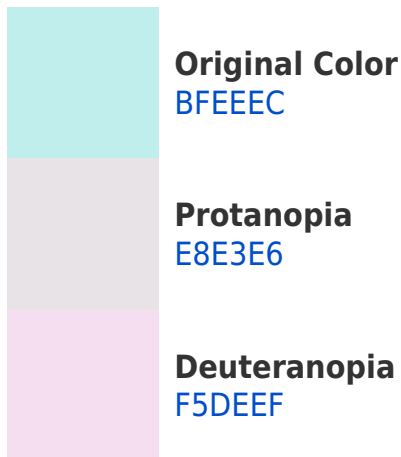 Original Color
BFEEEC
Protanopia
E8E3E6
Deuteranopia
F5DEEF